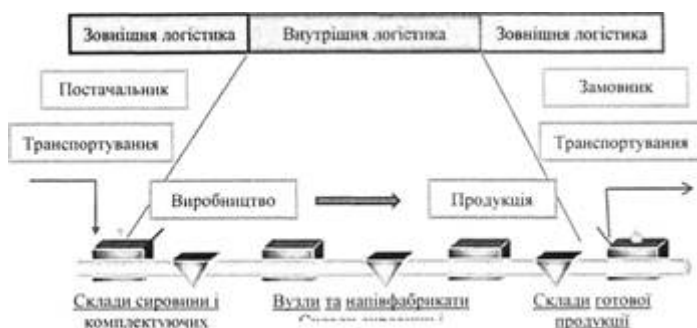 Зовнішня логістика
Внутрішня логістика
Зовнішня логістика
Постачальник
Замовник
Транспортування
Транспортування
Виробництво
Продукція
Склади сировини і
комплектуючих
Вузли та напівфабрикати
Склади готової
продукції